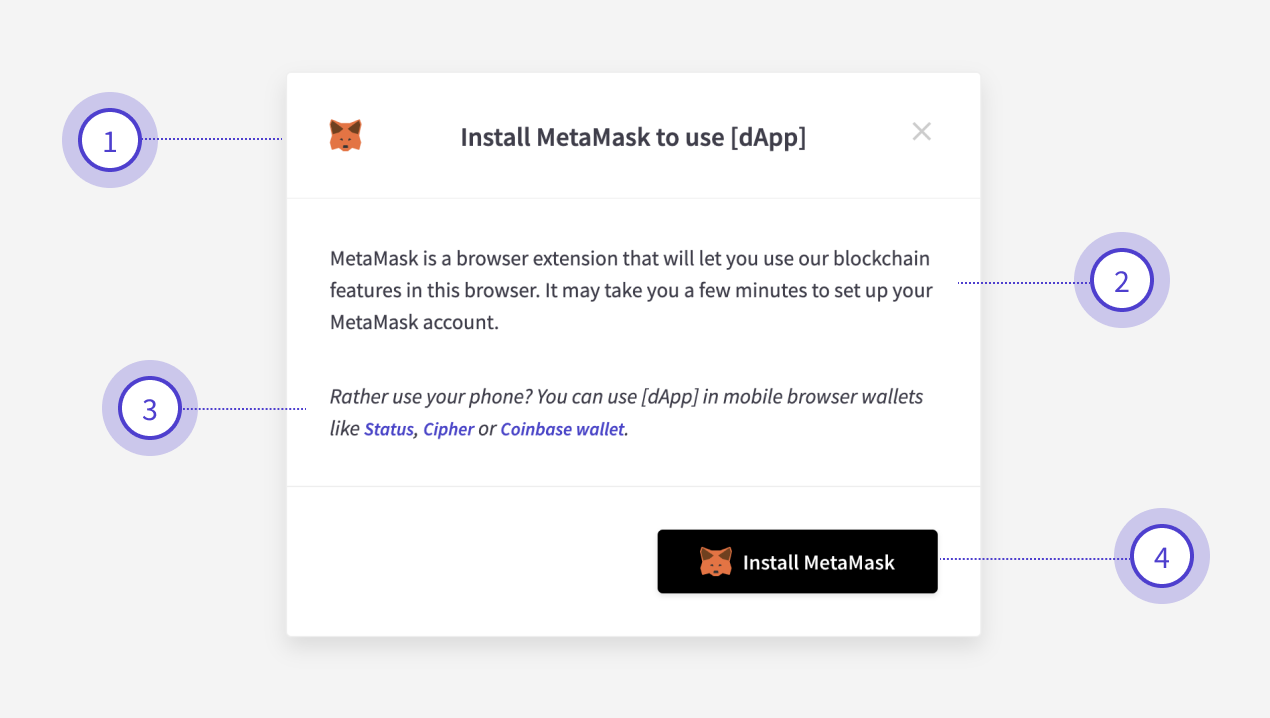 1
Install MetaMask to use [dApp]
MetaMask is a browser extension that will let you use our blockchain
features in this browser. It may take you a few minutes to set up your
MetaMask account.
2
3
Rather use your phone? You can use [dApp] in mobile browser wallets
like Status, Cipher or Coinbase wallet.
Install MetaMask
4